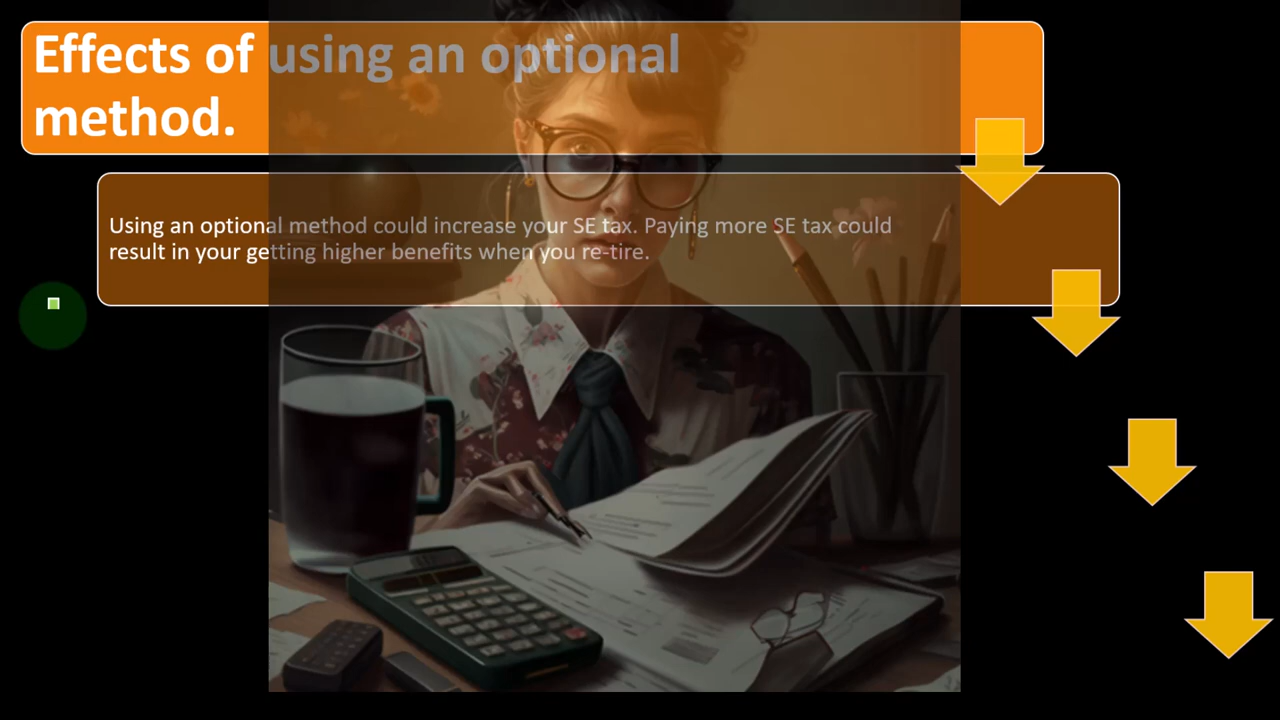 Effects of using an optional
method.
Using an optional method could increase your SE tax. Paying more SE tax could
result in your getting higher benefits when you re-tire.